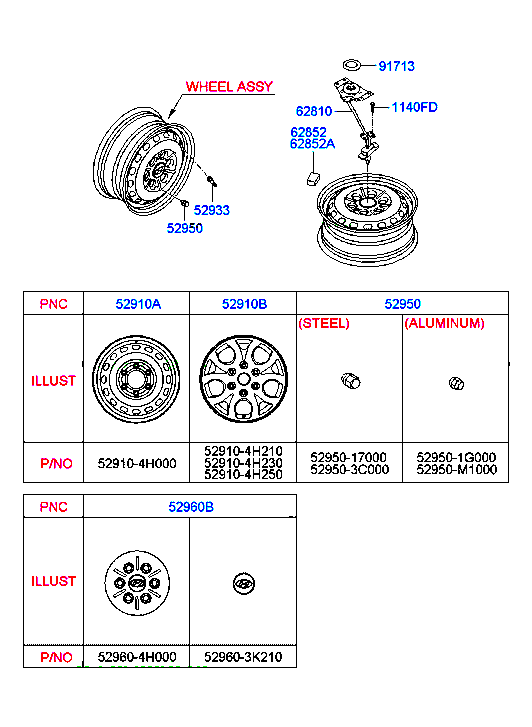 91713
WHEEL ASSY
62810
1140FD
62852
62852A
52933
52950
PNC 52910A 52910B 52950
(STEEL) (ALUMINUM)
ILLUST
P/NO 52910-4H000 52910-4H210 52950-17000 52950-1G000
52910-4H230 52950-3C000 52950-M1000
52910-4H250
PNC 52960B
ILLUST
P/NO 52960-4H000 52960-3K210